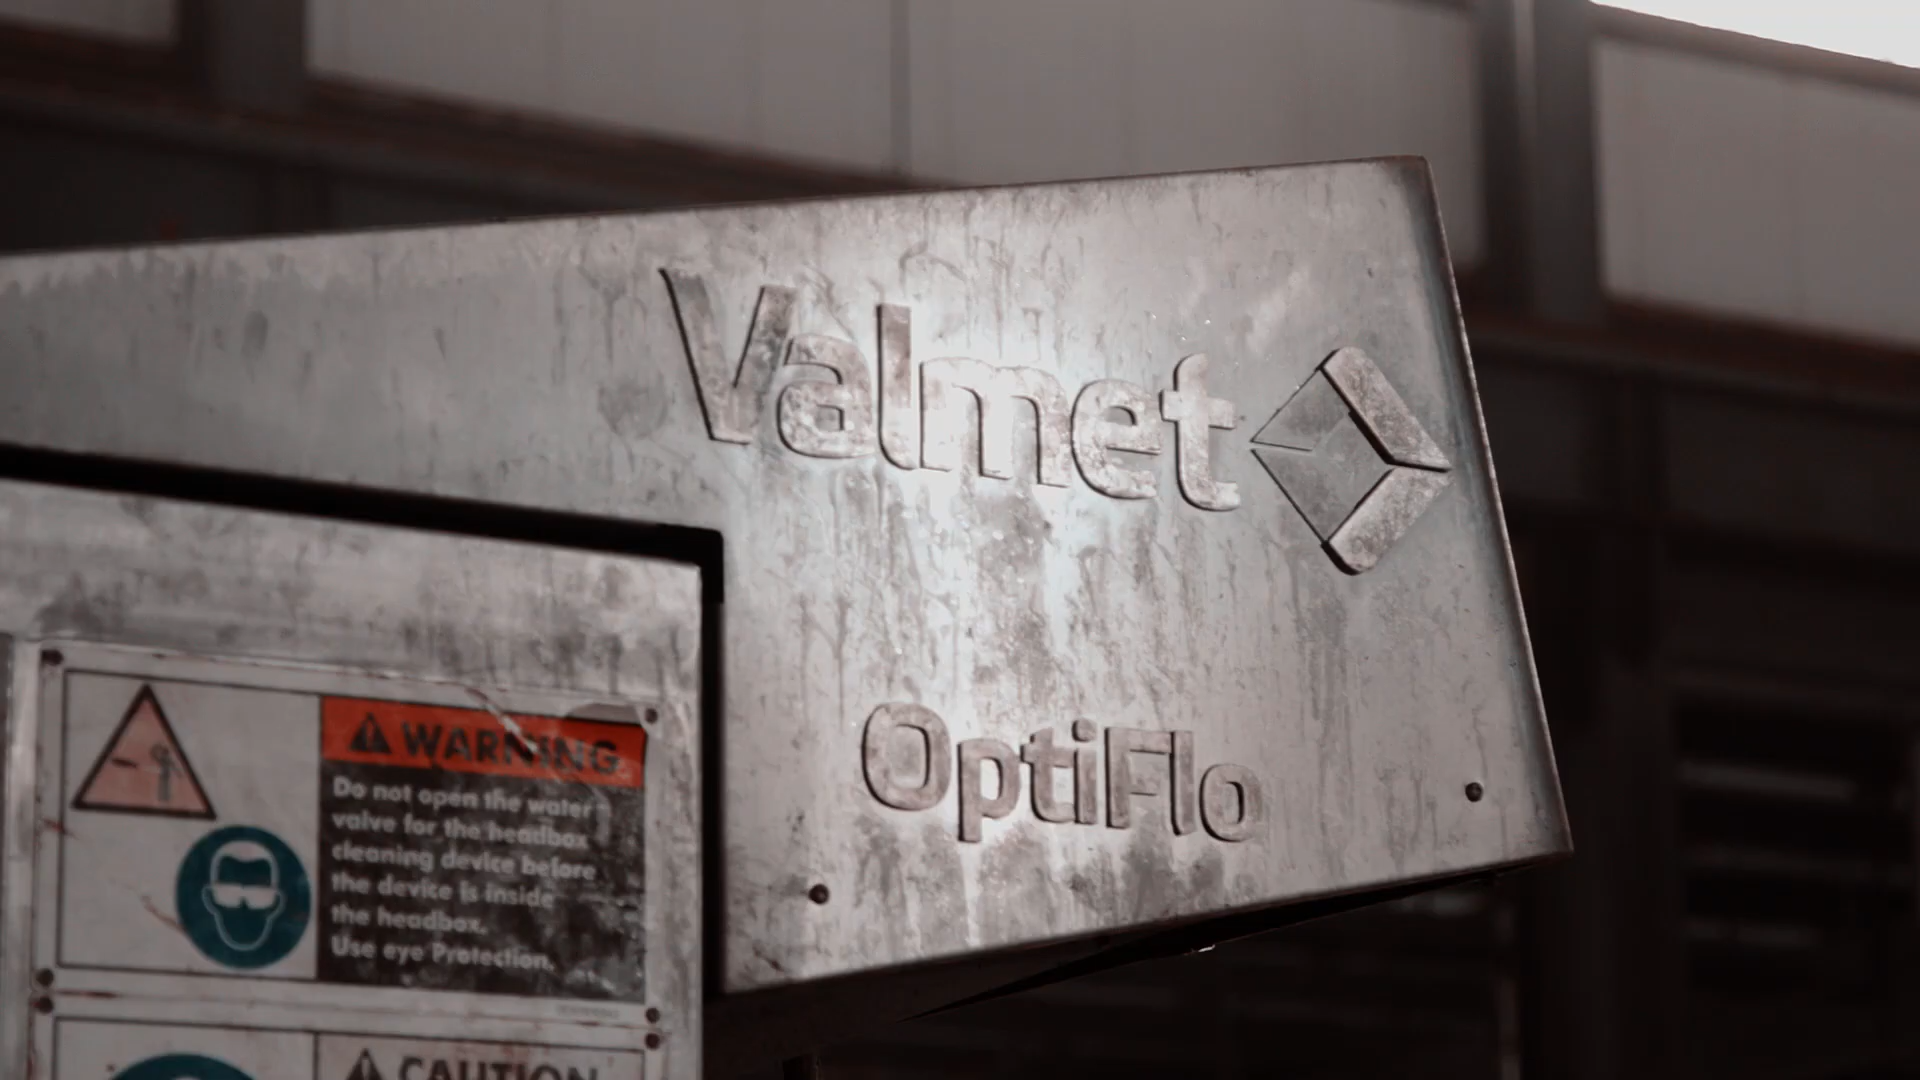 Valmet
OptiFlo
WARNING
Do not open the water
valve for the headbox
cleaning device before
the device is inside
the headbox.
Use eye Protection.
CAUTION